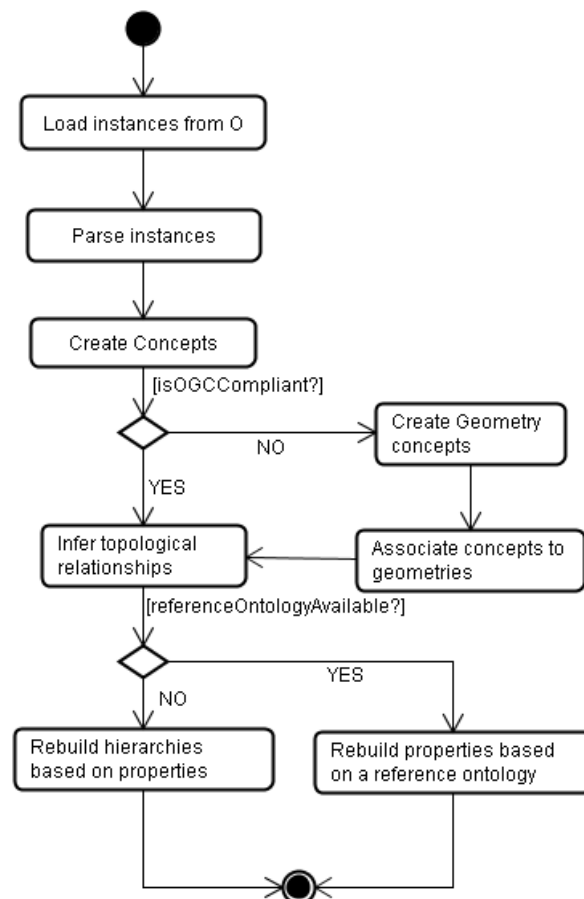 Load instances from O
Parse instances
Create Concepts
[isOGCCompliant?]
NO
Create Geometry
concepts
YES
Associate concepts to
geometries
Infer topological
relationships
[referenceOntologyAvailable?]
YES
NO
Rebuild hierarchies
based on properties
Rebuild properties based
on a reference ontology